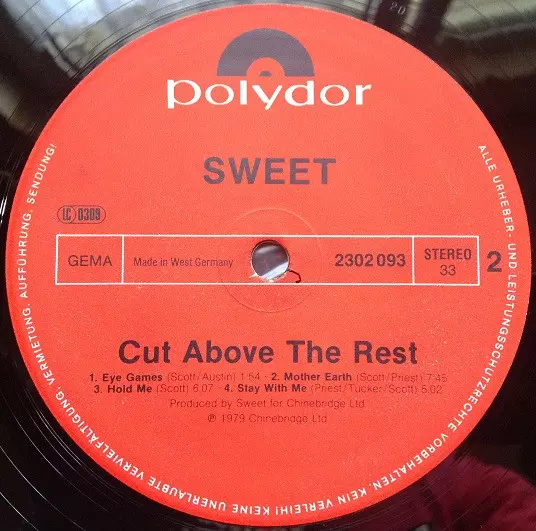 polydor
SWEET
LC 0309
GEMA
Made in West Germany
2302 093
STEREO
33
2
Cut Above The Rest
1. Eye Games (Scott/Austin) 1:54 · 2. Mother Earth (Scott/Priest) 7:45
3. Hold Me (Scott) 6:07 · 4. Stay With Me (Priest/Tucker/Scott) 5:02
Produced by Sweet for Chinebridge Ltd.
℗ 1979 Chinebridge Ltd.
ALLE URHEBER- UND LEISTUNGSSCHUTZRECHTE VORBEHALTEN. KEIN VERLEIH! KEINE UNERLAUBTE VERVIELFÄLTIGUNG, VERMIETUNG, AUFFÜHRUNG, SENDUNG!
20